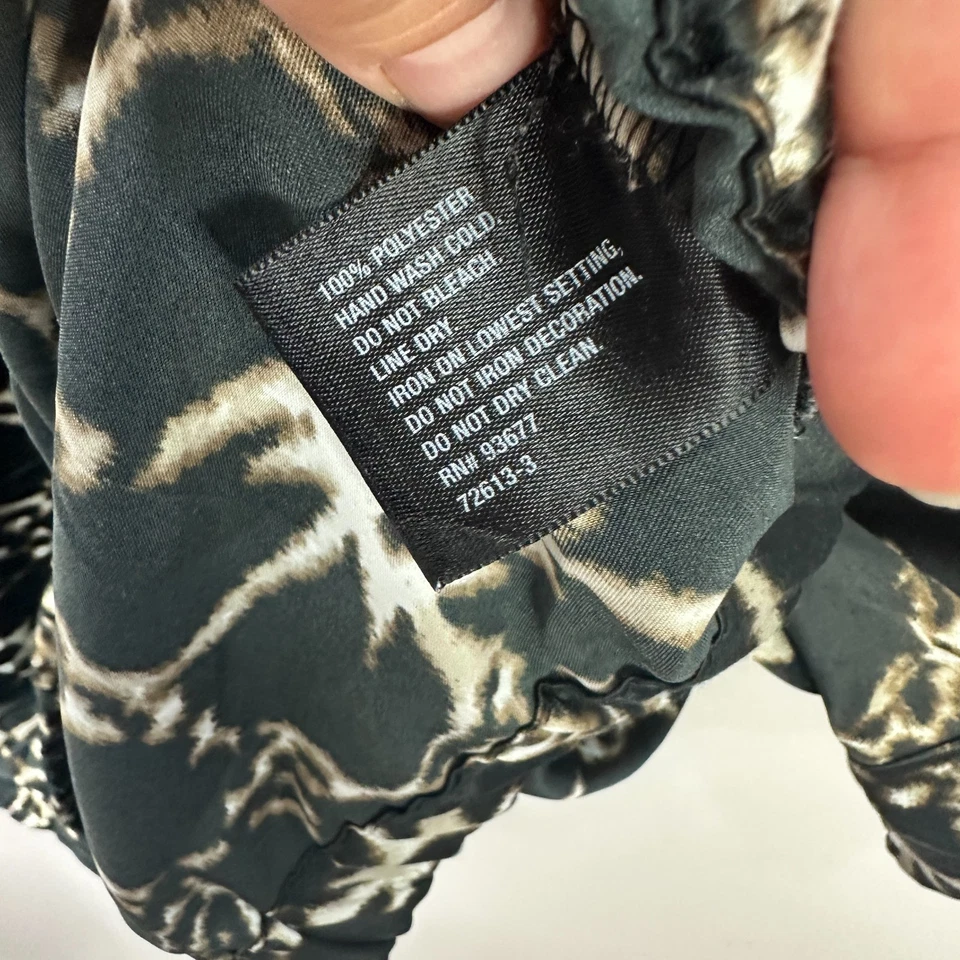 100% POLYESTER
HAND WASH COLD.
DO NOT BLEACH.
LINE DRY
IRON ON LOWEST SETTING,
DO NOT IRON DECORATION.
DO NOT DRY CLEAN.
RN# 93677
72613-3